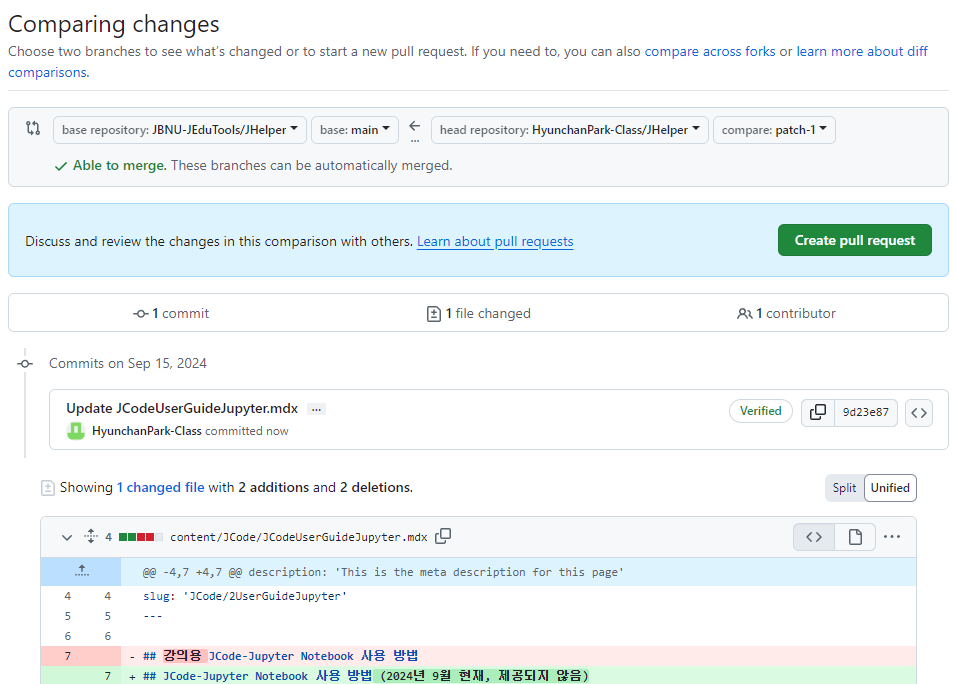 Comparing changes
Choose two branches to see what's changed or to start a new pull request. If you need to, you can also compare across forks or learn more about diff
comparisons.
base repository: JBNU-JEduTools/JHelper base: main head repository: HyunchanPark-Class/JHelper compare: patch-1
...
Able to merge. These branches can be automatically merged.
Discuss and review the changes in this comparison with others. Learn about pull requests Create pull request
1 commit 1 file changed 1 contributor
Commits on Sep 15, 2024
Update JCodeUserGuideJupyter.mdx ... Verified 9d23e87
HyunchanPark-Class committed now
Showing 1 changed file with 2 additions and 2 deletions. Split Unified
4 content/JCode/JCodeUserGuideJupyter.mdx
@@ -4,7 +4,7 @@ description: 'This is the meta description for this page'
4 4 slug: 'JCode/2UserGuideJupyter'
5 5 ---
6 6
7 - ## 강의용 JCode-Jupyter Notebook 사용 방법
7 + ## JCode-Jupyter Notebook 사용 방법 (2024년 9월 현재, 제공되지 않음)